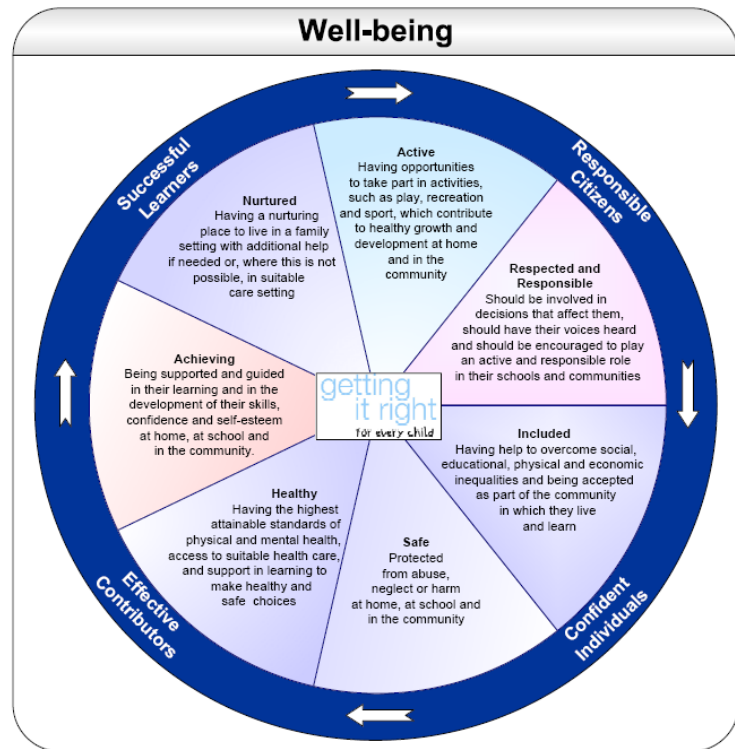 Well-being
Successful
Learners
Responsible
Citizens
Active
Having opportunities
to take part in activities,
such as play, recreation
and sport, which contribute
to healthy growth and
development at home
and in the
community
Nurtured
Having a nurturing
place to live in a family
setting with additional help
if needed or, where this is not
possible, in suitable
care setting
Respected and
Responsible
Should be involved in
decisions that affect them,
should have their voices heard
and should be encouraged to play
an active and responsible role
in their schools and communities
Achieving
Being supported and guided
in their learning and in the
development of their skills,
confidence and self-esteem
at home, at school and
in the community.
getting
it right
for every child
Included
Having help to overcome social,
educational, physical and economic
inequalities and being accepted
as part of the community
in which they live
and learn
Healthy
Having the highest
attainable standards of
physical and mental health,
access to suitable health care,
and support in learning to
make healthy and
safe choices
Safe
Protected
from abuse,
neglect or harm
at home, at school and
in the community
Effective
Contributors
Confident
Individuals